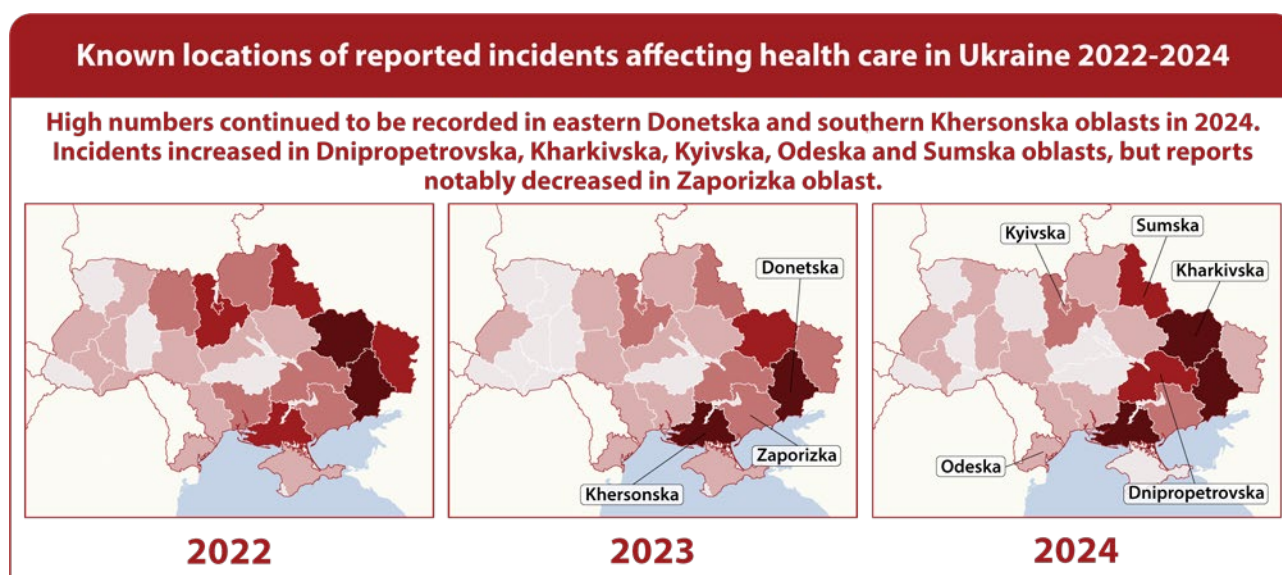 Known locations of reported incidents affecting health care in Ukraine 2022-2024
High numbers continued to be recorded in eastern Donetska and southern Khersonska oblasts in 2024.
Incidents increased in Dnipropetrovska, Kharkivska, Kyivska, Odeska and Sumska oblasts, but reports
notably decreased in Zaporizka oblast.
Donetska
Zaporizka
Khersonska
Kyivska
Sumska
Kharkivska
Odeska
Dnipropetrovska
2022
2023
2024